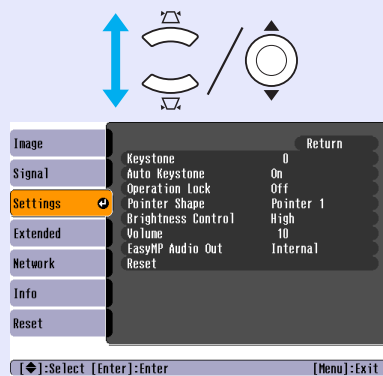 Image
Signal
Settings
Extended
Network
Info
Reset
Return
Keystone 0
Auto Keystone On
Operation Lock Off
Pointer Shape Pointer 1
Brightness Control High
Volume 10
EasyMP Audio Out Internal
Reset
[◆]:Select [Enter]:Enter [Menu]:Exit